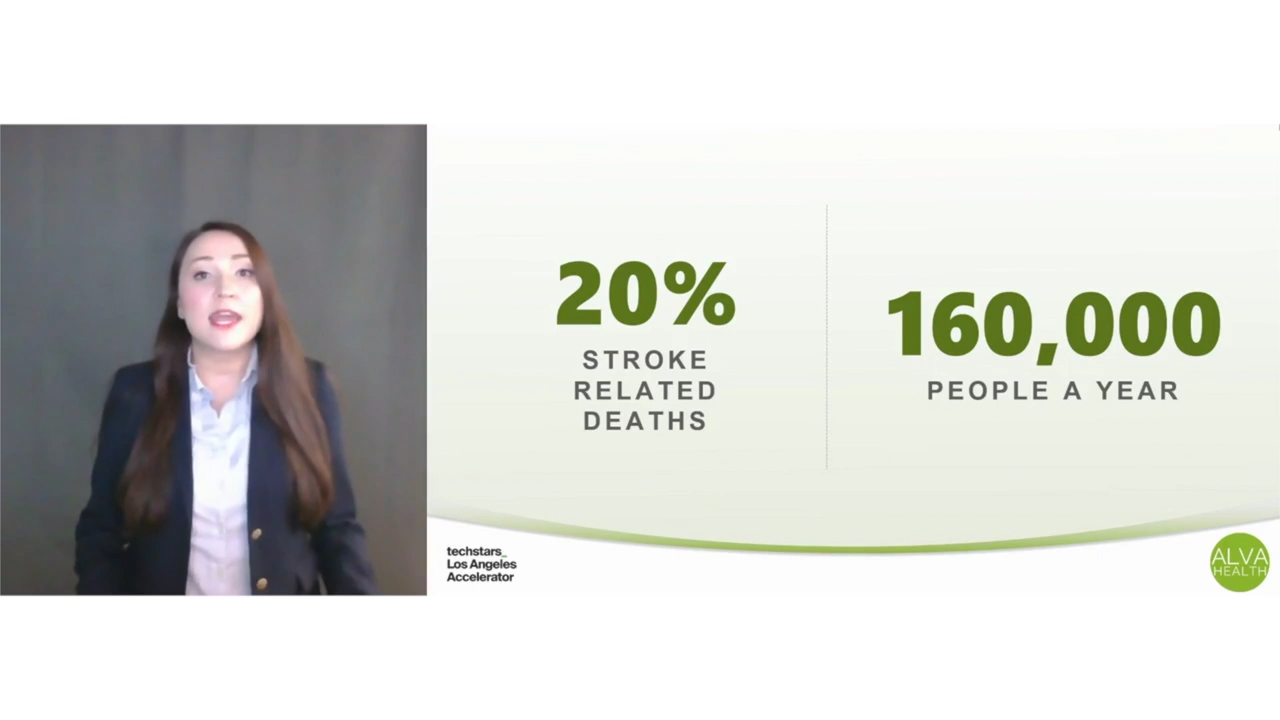 20%
STROKE
RELATED
DEATHS
160,000
PEOPLE A YEAR
techstars_
Los Angeles
Accelerator
ALVA
HEALTH